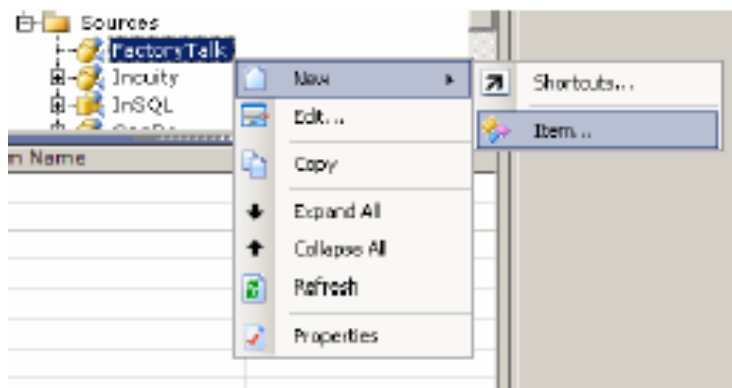 Sources
FactoryTalk
Incuity
InSQL
m Name
New
Edit...
Copy
Expand All
Collapse All
Refresh
Properties
Shortcuts...
Item...